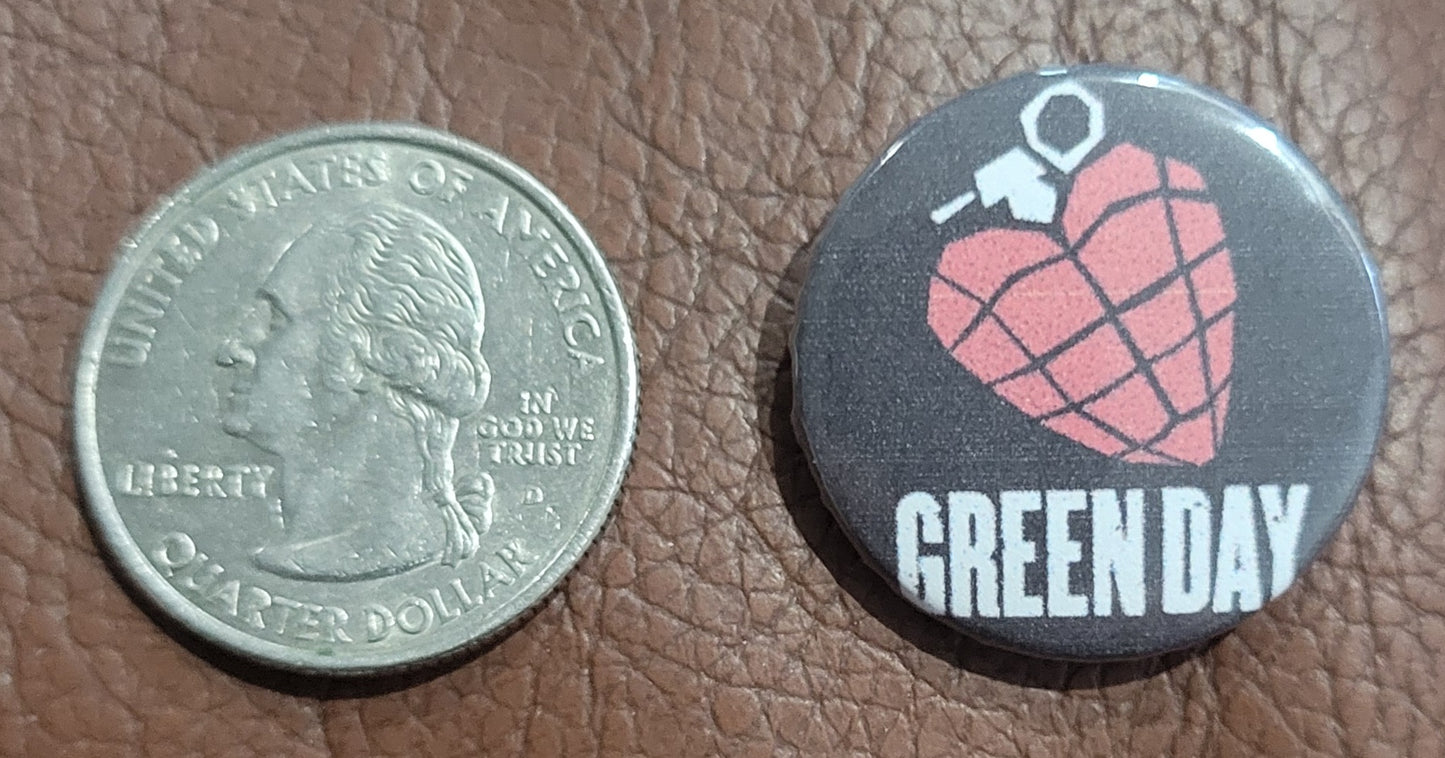 UNITED STATES OF AMERICA
LIBERTY
IN
GOD WE
TRUST
D
QUARTER DOLLAR
GREEN DAY